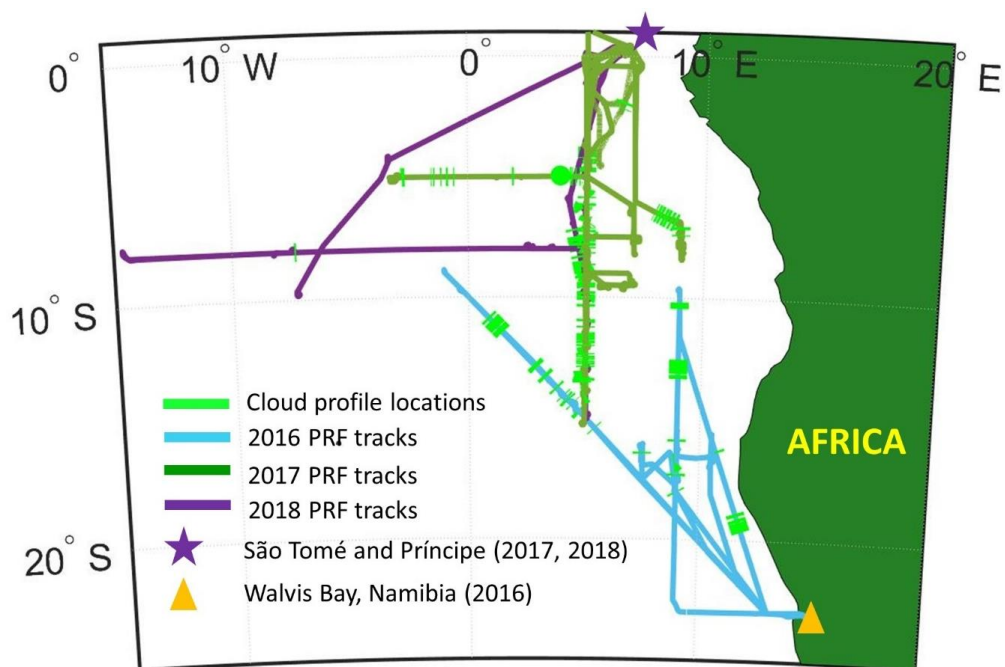 10° W
0°
10° E
20° E
0°
10° S
20° S
Cloud profile locations
2016 PRF tracks
2017 PRF tracks
2018 PRF tracks
São Tomé and Príncipe (2017, 2018)
Walvis Bay, Namibia (2016)
AFRICA